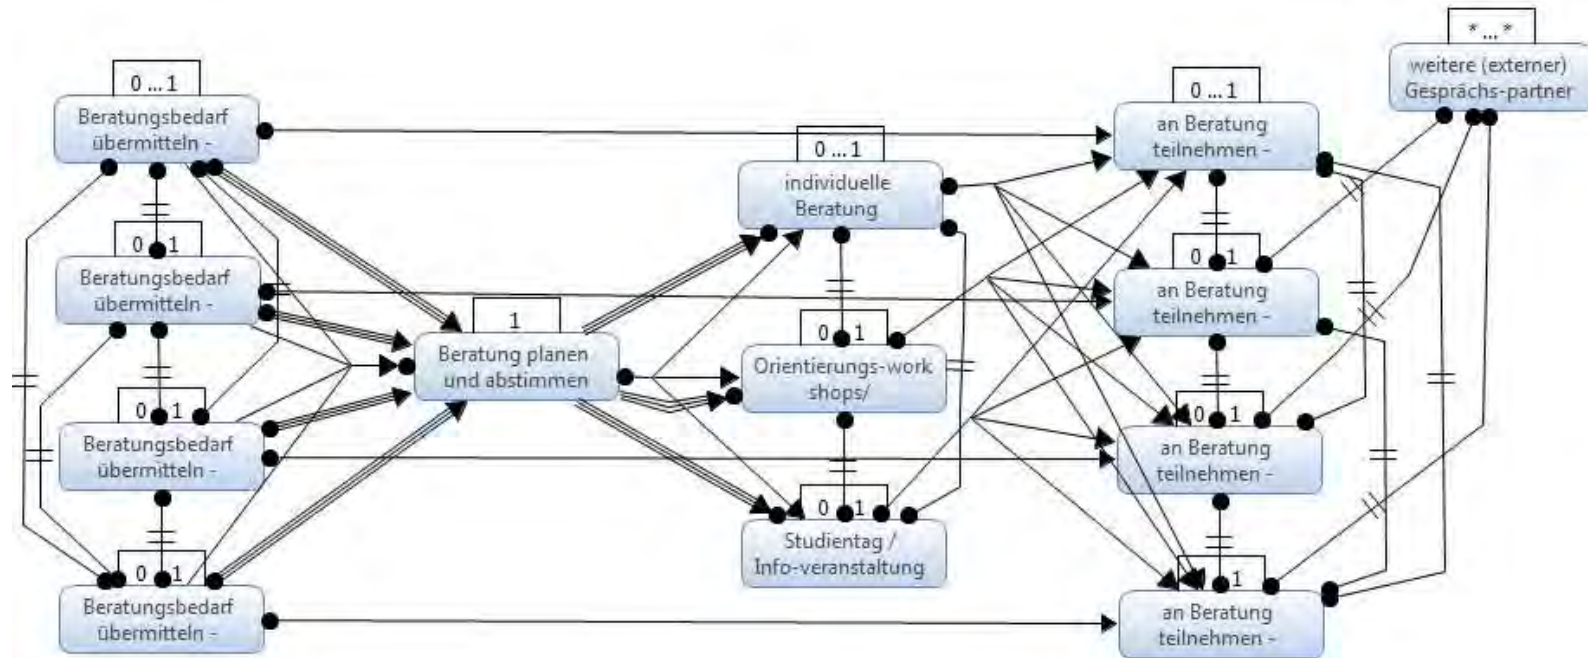 0 ... 1
Beratungsbedarf
übermitteln -
0 1
Beratungsbedarf
übermitteln -
0 1
Beratungsbedarf
übermitteln -
0 1
Beratungsbedarf
übermitteln -
1
Beratung planen
und abstimmen
0 ... 1
individuelle
Beratung
0 1
Orientierungs-work
shops/
0 1
Studientag /
Info-veranstaltung
0 ... 1
an Beratung
teilnehmen -
0 1
an Beratung
teilnehmen -
0 1
an Beratung
teilnehmen -
1
an Beratung
teilnehmen -
* ... *
weitere (externer)
Gesprächs-partner